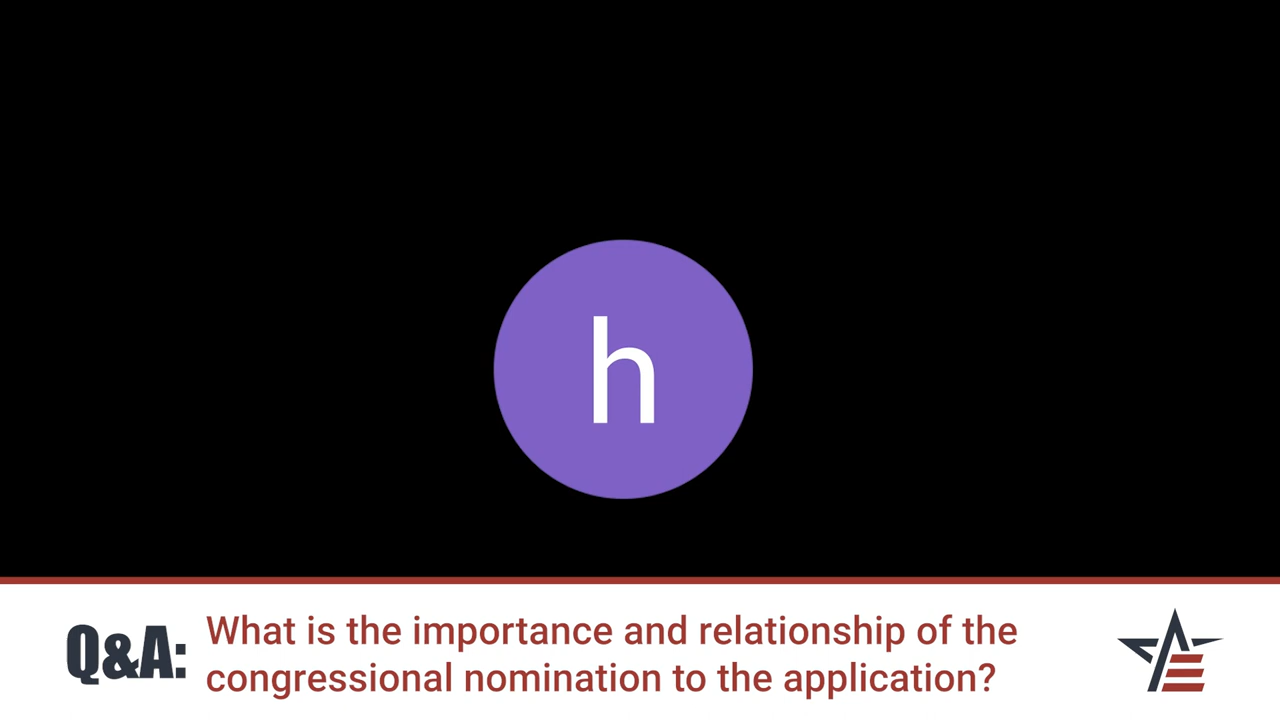 h
Q&A:
What is the importance and relationship of the
congressional nomination to the application?